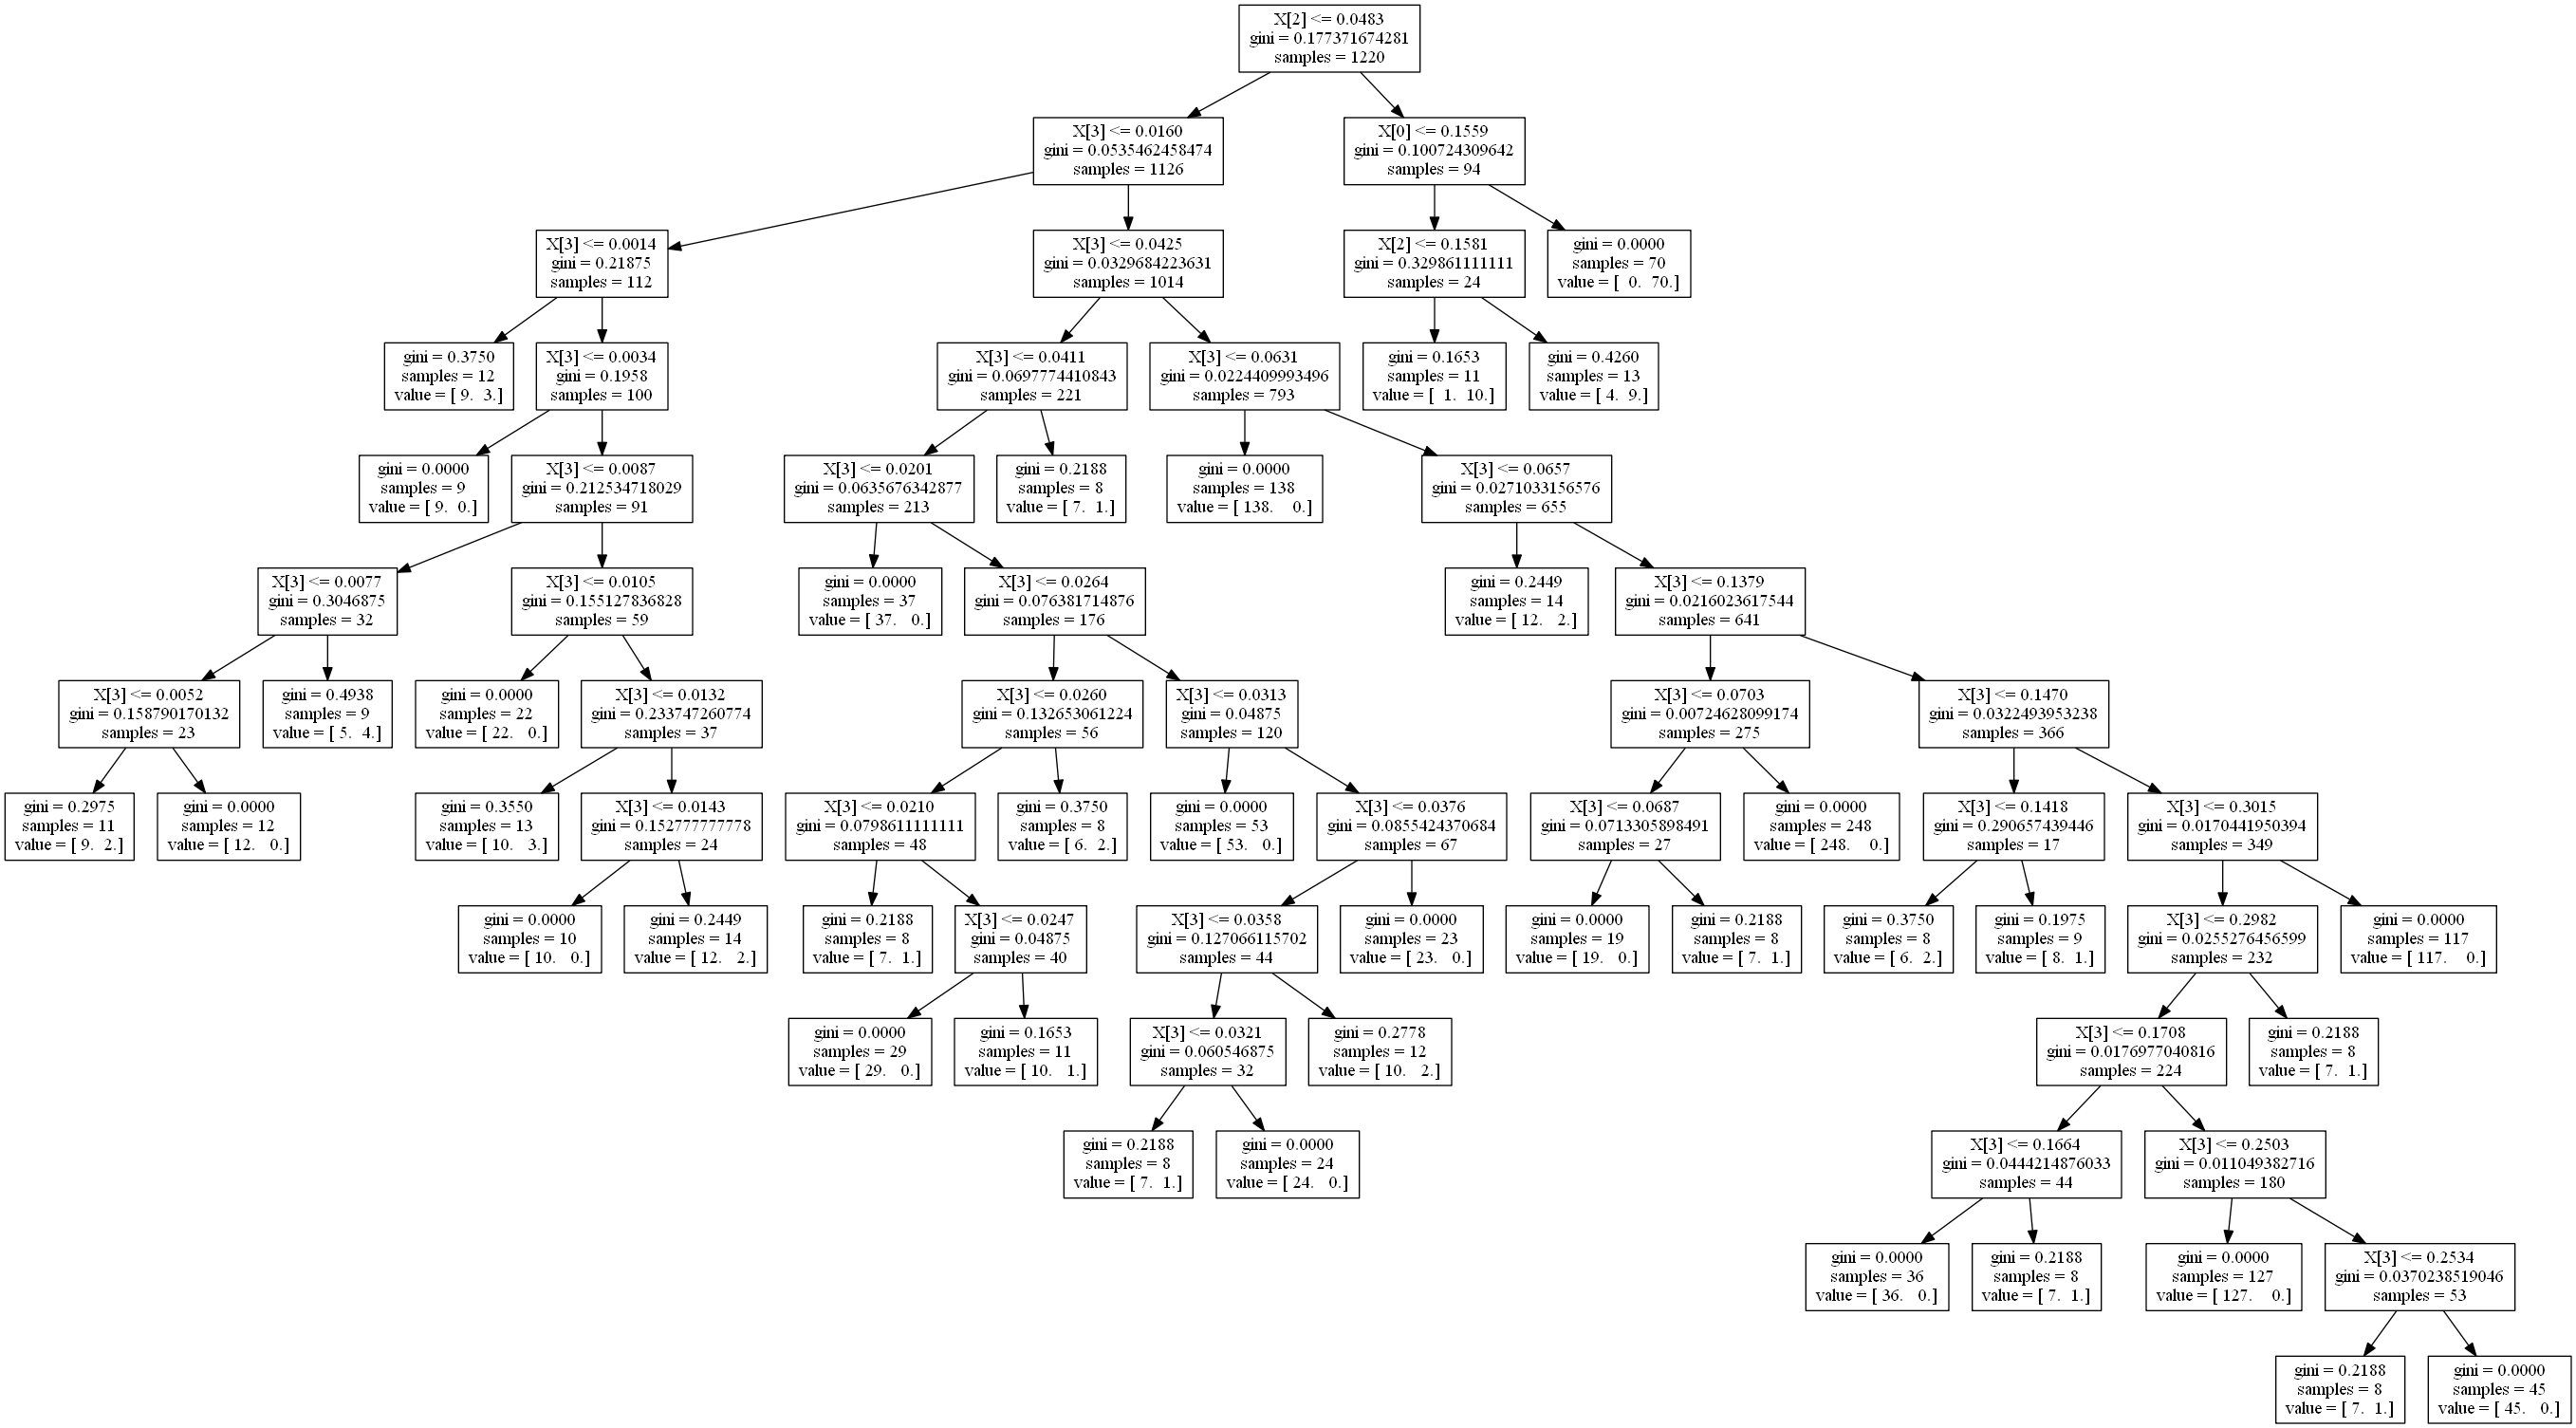 X[2] <= 0.0483
gini = 0.177371674281
samples = 1220
X[3] <= 0.0160
gini = 0.0535462458474
samples = 1126
X[0] <= 0.1559
gini = 0.100724309642
samples = 94
X[3] <= 0.0014
gini = 0.21875
samples = 112
X[3] <= 0.0425
gini = 0.0329684223631
samples = 1014
X[2] <= 0.1581
gini = 0.329861111111
samples = 24
gini = 0.0000
samples = 70
value = [  0.  70.]
gini = 0.3750
samples = 12
value = [ 9.  3.]
X[3] <= 0.0034
gini = 0.1958
samples = 100
X[3] <= 0.0411
gini = 0.0697774410843
samples = 221
X[3] <= 0.0631
gini = 0.0224409993496
samples = 793
gini = 0.1653
samples = 11
value = [  1.  10.]
gini = 0.4260
samples = 13
value = [ 4.  9.]
gini = 0.0000
samples = 9
value = [ 9.  0.]
X[3] <= 0.0087
gini = 0.212534718029
samples = 91
X[3] <= 0.0201
gini = 0.0635676342877
samples = 213
gini = 0.2188
samples = 8
value = [ 7.  1.]
gini = 0.0000
samples = 138
value = [ 138.    0.]
X[3] <= 0.0657
gini = 0.0271033156576
samples = 655
X[3] <= 0.0077
gini = 0.3046875
samples = 32
X[3] <= 0.0105
gini = 0.155127836828
samples = 59
gini = 0.0000
samples = 37
value = [ 37.   0.]
X[3] <= 0.0264
gini = 0.076381714876
samples = 176
gini = 0.2449
samples = 14
value = [ 12.   2.]
X[3] <= 0.1379
gini = 0.0216023617544
samples = 641
X[3] <= 0.0052
gini = 0.158790170132
samples = 23
gini = 0.4938
samples = 9
value = [ 5.  4.]
gini = 0.0000
samples = 22
value = [ 22.   0.]
X[3] <= 0.0132
gini = 0.233747260774
samples = 37
X[3] <= 0.0260
gini = 0.132653061224
samples = 56
X[3] <= 0.0313
gini = 0.04875
samples = 120
X[3] <= 0.0703
gini = 0.00724628099174
samples = 275
X[3] <= 0.1470
gini = 0.0322493953238
samples = 366
gini = 0.2975
samples = 11
value = [ 9.  2.]
gini = 0.0000
samples = 12
value = [ 12.   0.]
gini = 0.3550
samples = 13
value = [ 10.   3.]
X[3] <= 0.0143
gini = 0.152777777778
samples = 24
X[3] <= 0.0210
gini = 0.0798611111111
samples = 48
gini = 0.3750
samples = 8
value = [ 6.  2.]
gini = 0.0000
samples = 53
value = [ 53.   0.]
X[3] <= 0.0376
gini = 0.0855424370684
samples = 67
X[3] <= 0.0687
gini = 0.0713305898491
samples = 27
gini = 0.0000
samples = 248
value = [ 248.    0.]
X[3] <= 0.1418
gini = 0.290657439446
samples = 17
X[3] <= 0.3015
gini = 0.0170441950394
samples = 349
gini = 0.0000
samples = 10
value = [ 10.   0.]
gini = 0.2449
samples = 14
value = [ 12.   2.]
gini = 0.2188
samples = 8
value = [ 7.  1.]
X[3] <= 0.0247
gini = 0.04875
samples = 40
X[3] <= 0.0358
gini = 0.127066115702
samples = 44
gini = 0.0000
samples = 23
value = [ 23.   0.]
gini = 0.0000
samples = 19
value = [ 19.   0.]
gini = 0.2188
samples = 8
value = [ 7.  1.]
gini = 0.3750
samples = 8
value = [ 6.  2.]
gini = 0.1975
samples = 9
value = [ 8.  1.]
X[3] <= 0.2982
gini = 0.0255276456599
samples = 232
gini = 0.0000
samples = 117
value = [ 117.    0.]
gini = 0.0000
samples = 29
value = [ 29.   0.]
gini = 0.1653
samples = 11
value = [ 10.   1.]
X[3] <= 0.0321
gini = 0.060546875
samples = 32
gini = 0.2778
samples = 12
value = [ 10.   2.]
X[3] <= 0.1708
gini = 0.0176977040816
samples = 224
gini = 0.2188
samples = 8
value = [ 7.  1.]
gini = 0.2188
samples = 8
value = [ 7.  1.]
gini = 0.0000
samples = 24
value = [ 24.   0.]
X[3] <= 0.1664
gini = 0.0444214876033
samples = 44
X[3] <= 0.2503
gini = 0.011049382716
samples = 180
gini = 0.0000
samples = 36
value = [ 36.   0.]
gini = 0.2188
samples = 8
value = [ 7.  1.]
gini = 0.0000
samples = 127
value = [ 127.    0.]
X[3] <= 0.2534
gini = 0.0370238519046
samples = 53
gini = 0.2188
samples = 8
value = [ 7.  1.]
gini = 0.0000
samples = 45
value = [ 45.   0.]